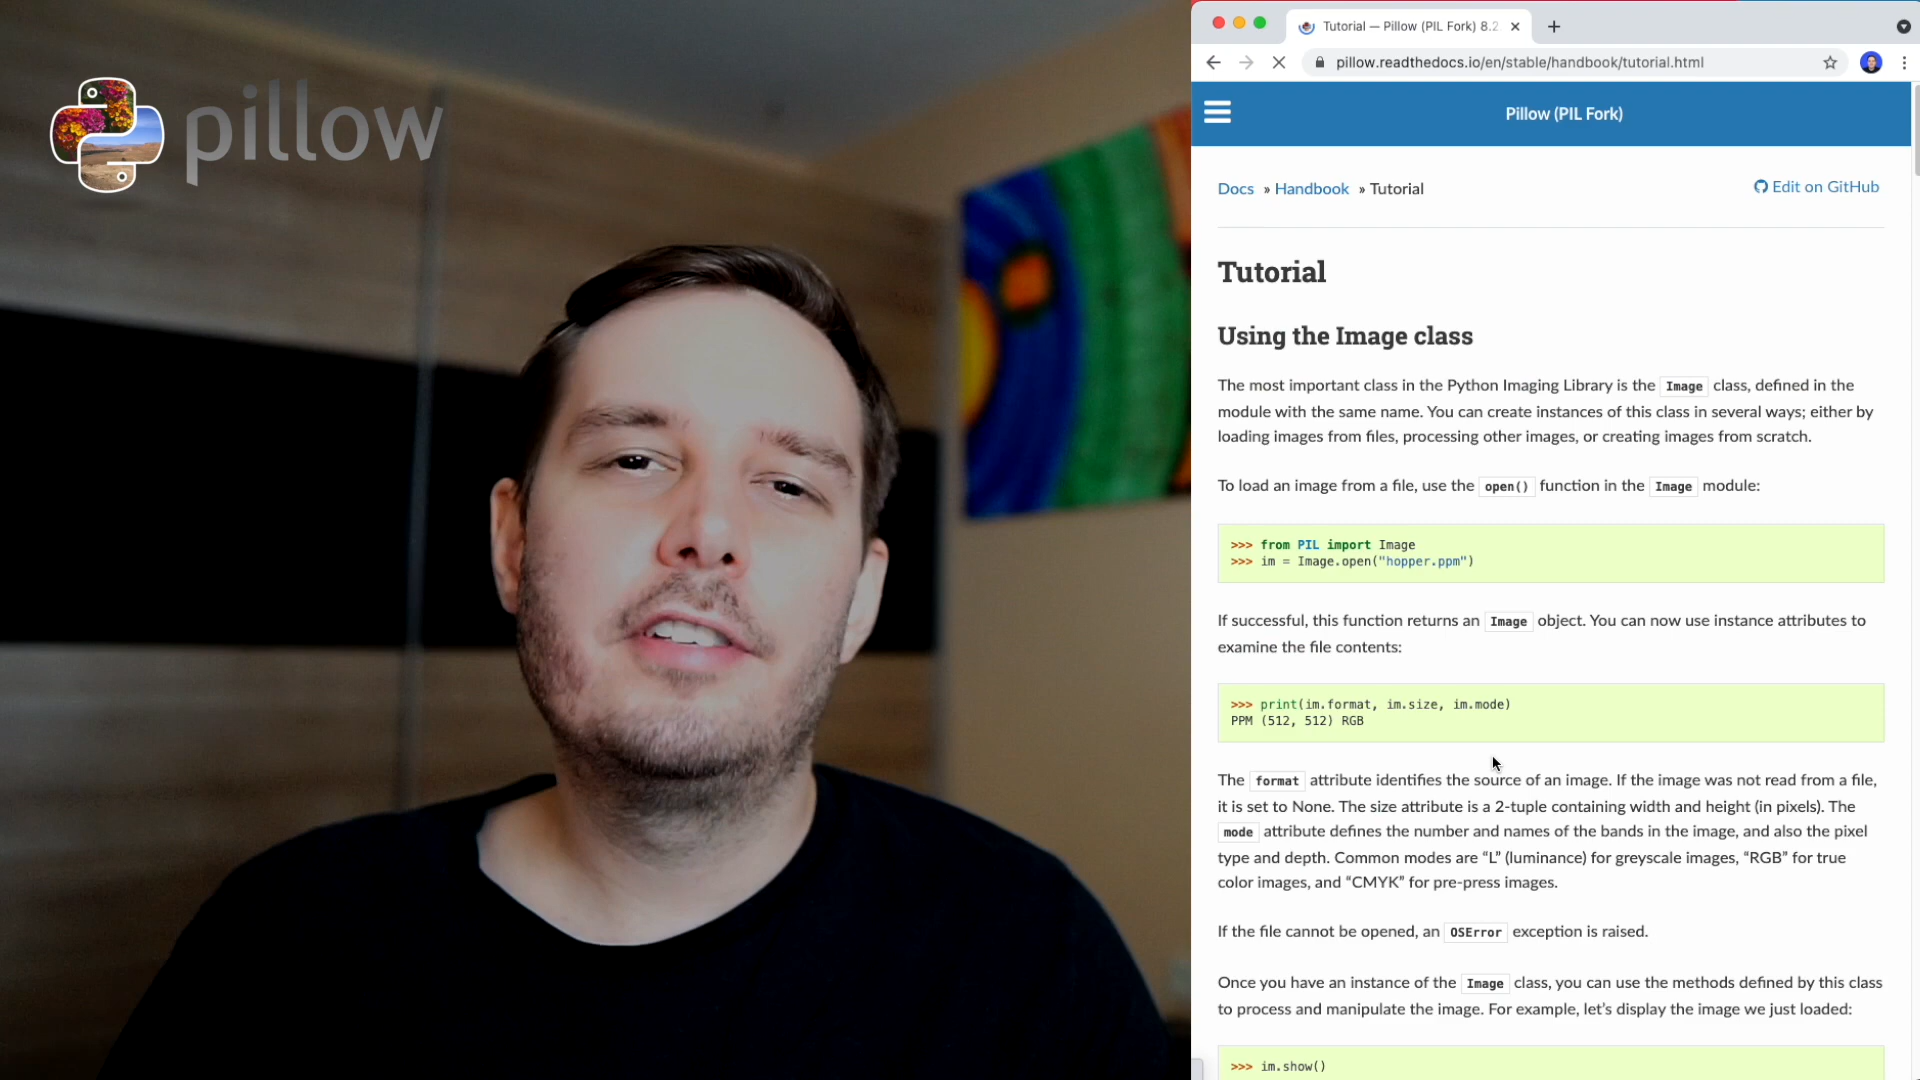 pillow
Tutorial — Pillow (PIL Fork) 8.2
pillow.readthedocs.io/en/stable/handbook/tutorial.html
Pillow (PIL Fork)
Docs » Handbook » Tutorial
Edit on GitHub
Tutorial
Using the Image class
The most important class in the Python Imaging Library is the Image class, defined in the
module with the same name. You can create instances of this class in several ways; either by
loading images from files, processing other images, or creating images from scratch.
To load an image from a file, use the open() function in the Image module:
>>> from PIL import Image
>>> im = Image.open("hopper.ppm")
If successful, this function returns an Image object. You can now use instance attributes to
examine the file contents:
>>> print(im.format, im.size, im.mode)
PPM (512, 512) RGB
The format attribute identifies the source of an image. If the image was not read from a file,
it is set to None. The size attribute is a 2-tuple containing width and height (in pixels). The
mode attribute defines the number and names of the bands in the image, and also the pixel
type and depth. Common modes are “L” (luminance) for greyscale images, “RGB” for true
color images, and “CMYK” for pre-press images.
If the file cannot be opened, an OSError exception is raised.
Once you have an instance of the Image class, you can use the methods defined by this class
to process and manipulate the image. For example, let’s display the image we just loaded:
>>> im.show()